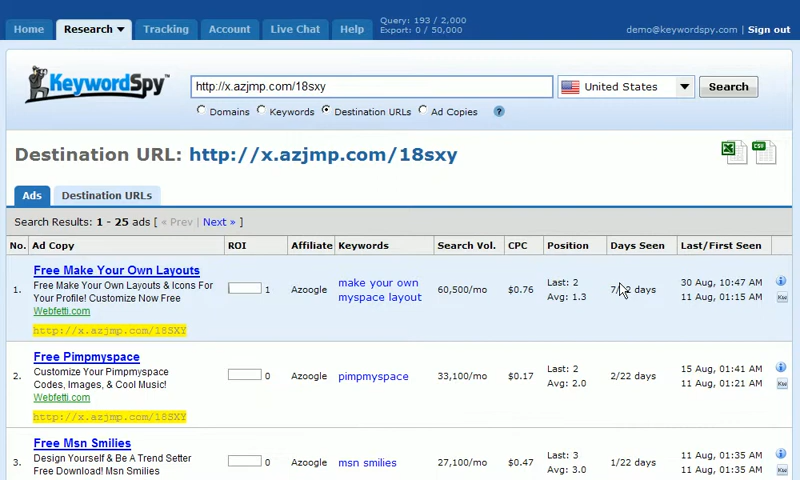 Query: 193 / 2,000
Export: 0 / 50,000
Home Research Tracking Account Live Chat Help
demo@keywordspy.com | Sign out
KeywordSpy
http://x.azjmp.com/18sxy
United States
Search
Domains Keywords Destination URLs Ad Copies ?
Destination URL: http://x.azjmp.com/18sxy
CSV
Ads Destination URLs
Search Results: 1 - 25 ads [ « Prev | Next » ]
No. Ad Copy ROI Affiliate Keywords Search Vol. CPC Position Days Seen Last/First Seen
1. Free Make Your Own Layouts
Free Make Your Own Layouts & Icons For
Your Profile! Customize Now Free
Webfetti.com
http://x.azjmp.com/18SXY
1 Azoogle make your own
myspace layout
60,500/mo $0.76 Last: 2
Avg: 1.3
days
30 Aug, 10:47 AM
11 Aug, 01:15 AM
2. Free Pimpmyspace
Customize Your Pimpmyspace
Codes, Images, & Cool Music!
Webfetti.com
http://x.azjmp.com/18SXY
0 Azoogle pimpmyspace 33,100/mo $0.17 Last: 2
Avg: 2.0
2/22 days
15 Aug, 01:41 AM
11 Aug, 01:21 AM
3. Free Msn Smilies
Design Yourself & Be A Trend Setter
Free Download! Msn Smilies
0 Azoogle msn smilies 27,100/mo $0.47 Last: 3
Avg: 3.0
1/22 days
11 Aug, 01:35 AM
11 Aug, 01:35 AM